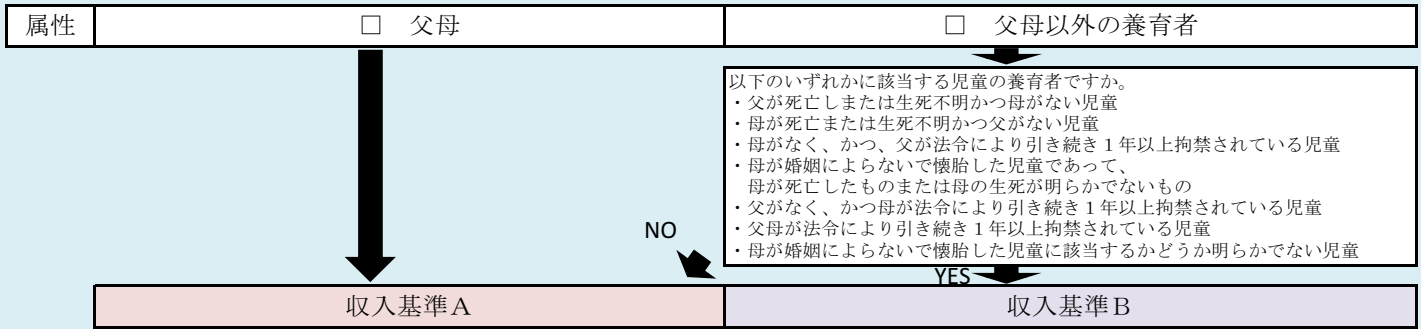 属性
□ 父母
□ 父母以外の養育者
以下のいずれかに該当する児童の養育者ですか。
・父が死亡しまたは生死不明かつ母がない児童
・母が死亡または生死不明かつ父がない児童
・母がなく、かつ、父が法令により引き続き１年以上拘禁されている児童
・母が婚姻によらないで懐胎した児童であって、
母が死亡したものまたは母の生死が明らかでないもの
・父がなく、かつ母が法令により引き続き１年以上拘禁されている児童
・父母が法令により引き続き１年以上拘禁されている児童
・母が婚姻によらないで懐胎した児童に該当するかどうか明らかでない児童
NO
YES
収入基準Ａ
収入基準Ｂ